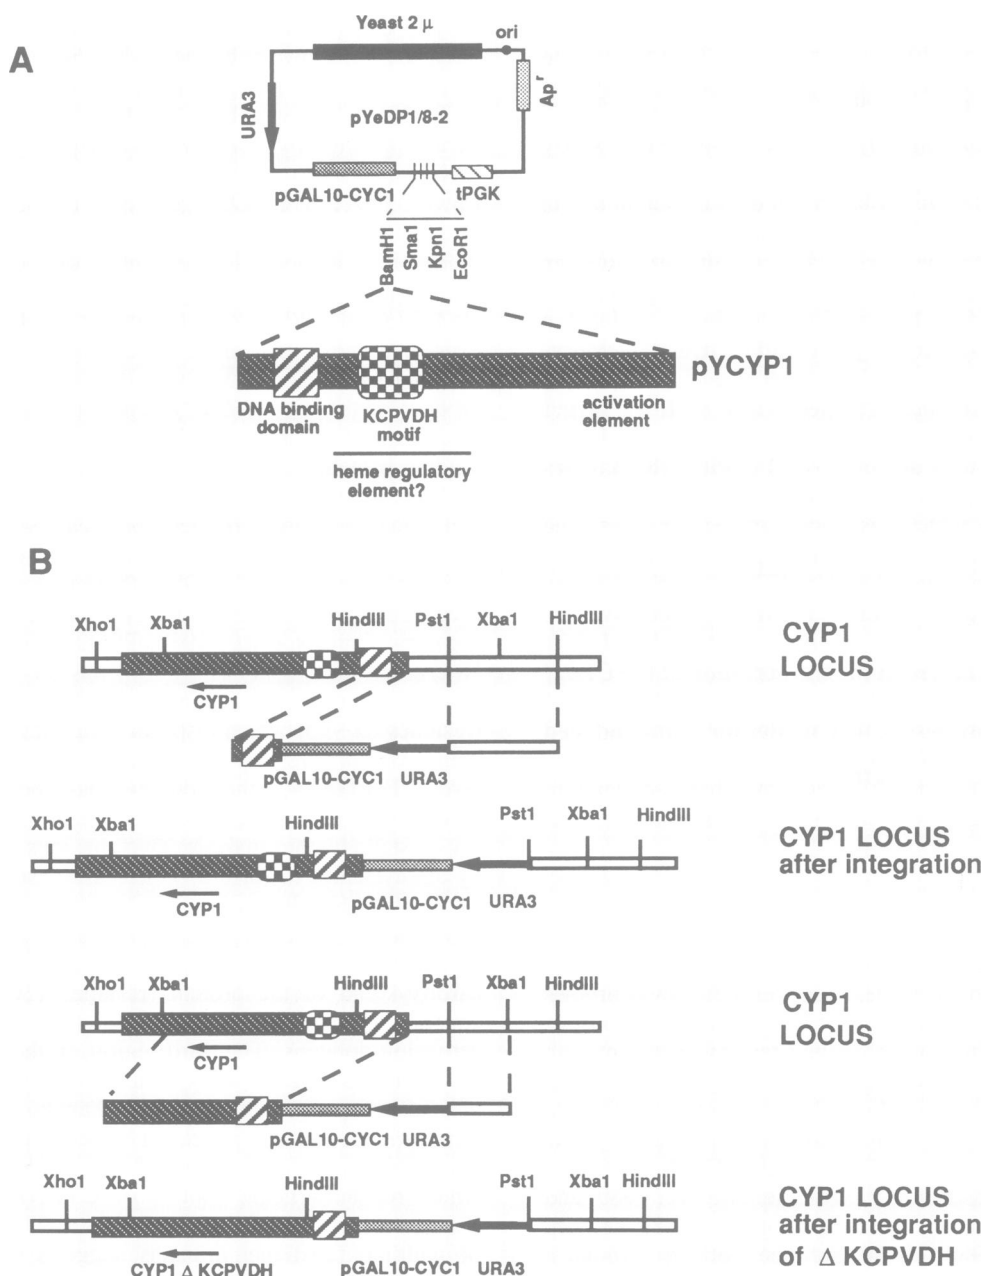 A
Yeast 2 μ
ori
Ap r
URA3
pYeDP1/8-2
pGAL10-CYC1
tPGK
BamH1
Sma1
Kpn1
EcoR1
pYCYP1
DNA binding
domain
KCPVDH
motif
activation
element
heme regulatory
element?
B
Xho1 Xba1 HindIII Pst1 Xba1 HindIII
CYP1
LOCUS
CYP1
pGAL10-CYC1 URA3
Xho1 Xba1 HindIII Pst1 Xba1 HindIII
CYP1 LOCUS
after integration
CYP1
pGAL10-CYC1 URA3
Xho1 Xba1 HindIII Pst1 Xba1 HindIII
CYP1
LOCUS
CYP1
pGAL10-CYC1 URA3
Xho1 Xba1 HindIII Pst1 Xba1 HindIII
CYP1 LOCUS
after integration
of Δ KCPVDH
CYP1 Δ KCPVDH
pGAL10-CYC1 URA3